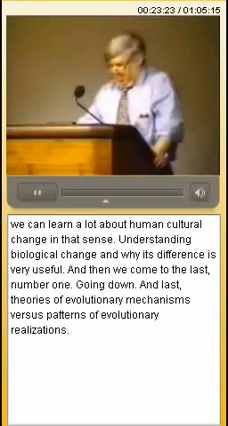 00:23:23 / 01:05:15
we can learn a lot about human cultural
change in that sense. Understanding
biological change and why its difference is
very useful. And then we come to the last,
number one. Going down. And last,
theories of evolutionary mechanisms
versus patterns of evolutionary
realizations.